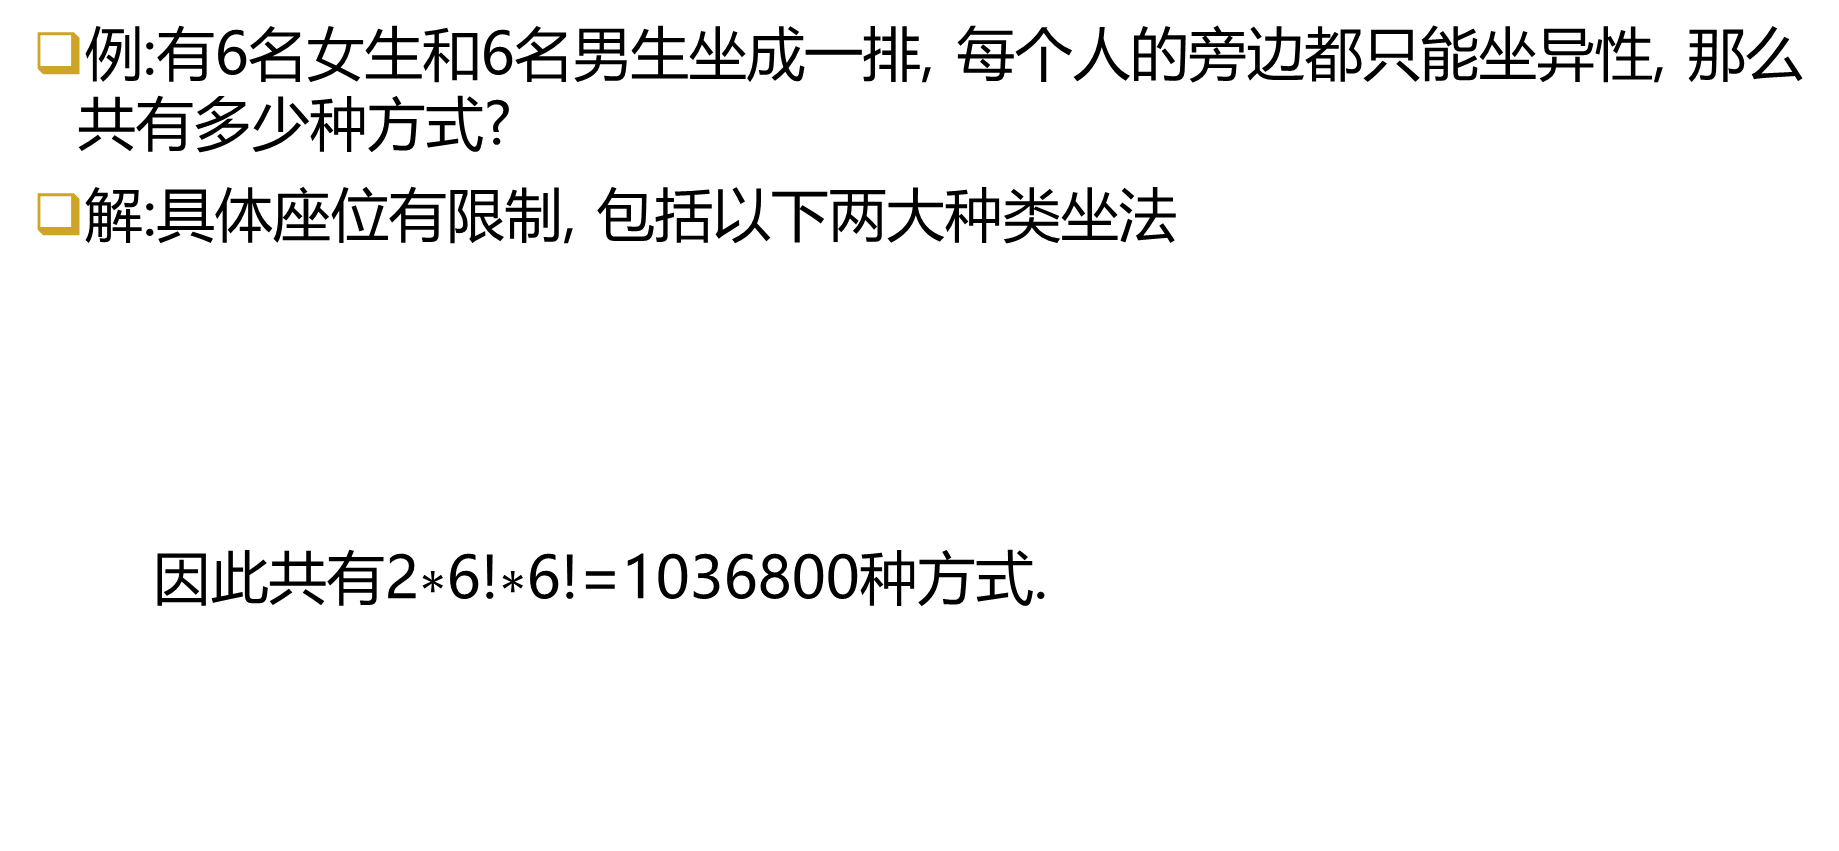 例:有6名女生和6名男生坐成一排, 每个人的旁边都只能坐异性, 那么
共有多少种方式?
解:具体座位有限制, 包括以下两大种类坐法
因此共有2*6!*6!=1036800种方式.